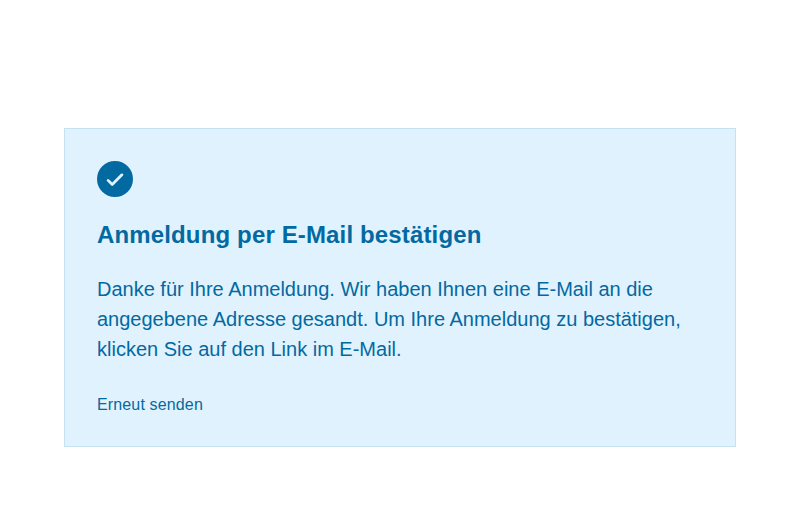 Anmeldung per E-Mail bestätigen
Danke für Ihre Anmeldung. Wir haben Ihnen eine E-Mail an die
angegebene Adresse gesandt. Um Ihre Anmeldung zu bestätigen,
klicken Sie auf den Link im E-Mail.
Erneut senden